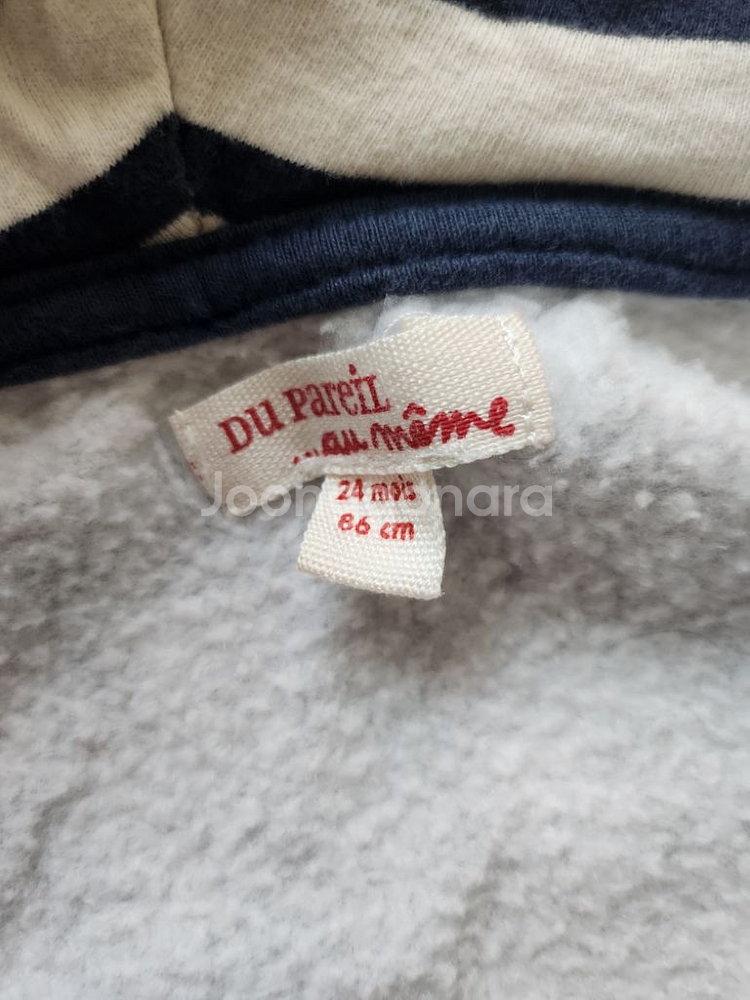 DU PAREIL
...au même
24 mois
86 cm